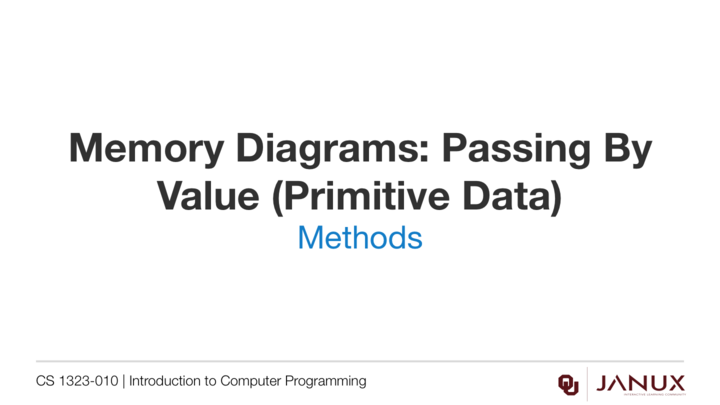 Memory Diagrams: Passing By
Value (Primitive Data)
Methods
CS 1323-010 | Introduction to Computer Programming
OU
JANUX
INTERACTIVE LEARNING COMMUNITY